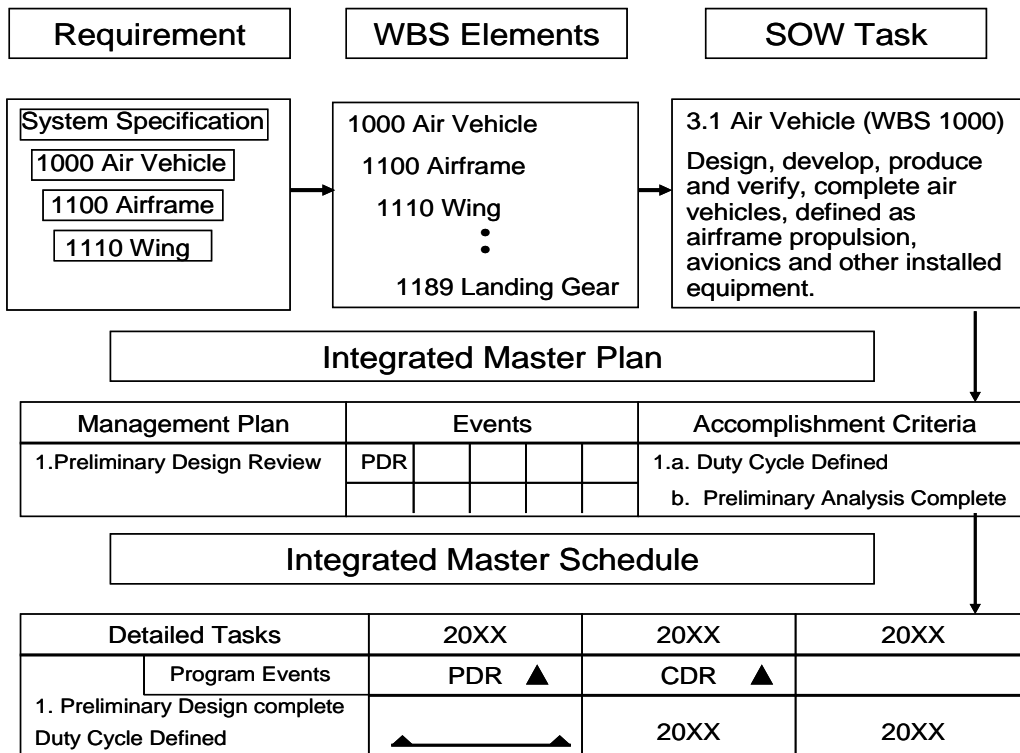 Requirement
WBS Elements
SOW Task
System Specification
1000 Air Vehicle
1100 Airframe
1110 Wing
1000 Air Vehicle
1100 Airframe
1110 Wing
1189 Landing Gear
3.1 Air Vehicle (WBS 1000)
Design, develop, produce
and verify, complete air
vehicles, defined as
airframe propulsion,
avionics and other installed
equipment.
Integrated Master Plan
Management Plan
Events
Accomplishment Criteria
1.Preliminary Design Review
PDR
1.a. Duty Cycle Defined
b. Preliminary Analysis Complete
Integrated Master Schedule
Detailed Tasks
20XX
20XX
20XX
Program Events
PDR
CDR
1. Preliminary Design complete
Duty Cycle Defined
20XX
20XX